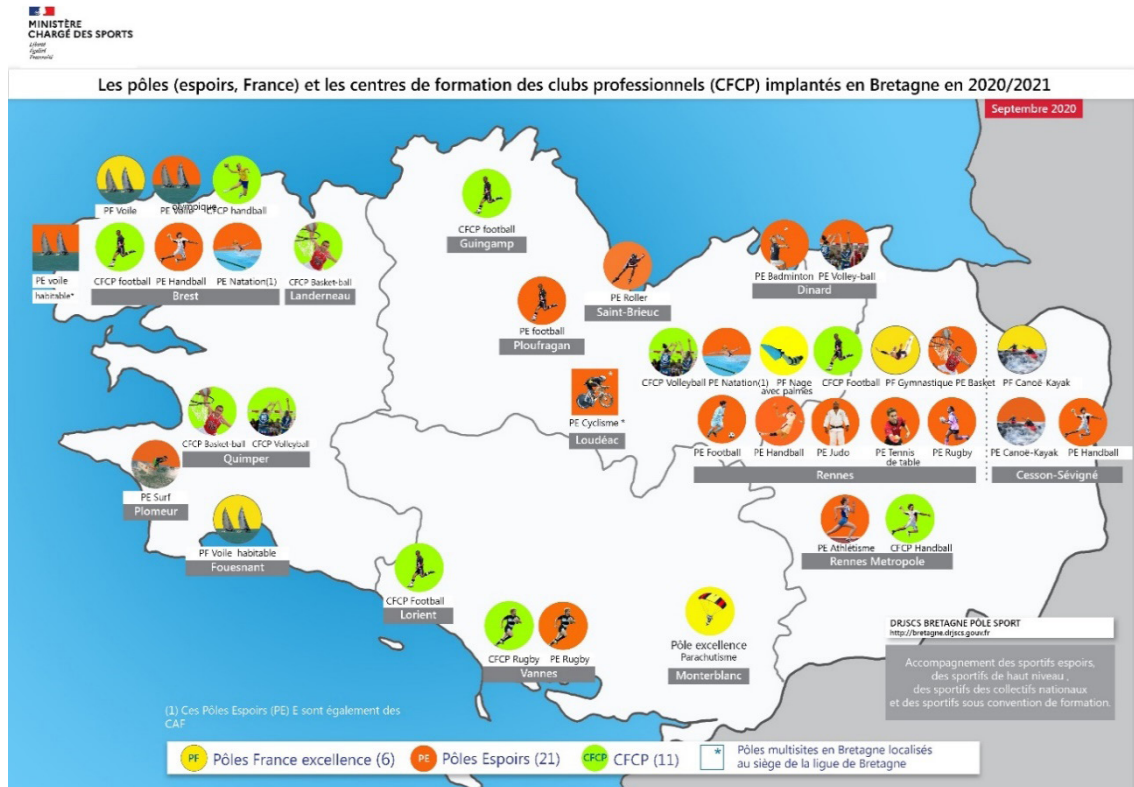 MINISTÈRE
CHARGÉ DES SPORTS
Liberté
Égalité
Fraternité
Les pôles (espoirs, France) et les centres de formation des clubs professionnels (CFCP) implantés en Bretagne en 2020/2021
Septembre 2020
PF Voile
PE Voile
olympique
CFCP handball
PE voile
habitable*
CFCP football
PE Handball
PE Natation(1)
Brest
CFCP Basket-ball
Landerneau
CFCP football
Guingamp
PE Roller
Saint-Brieuc
PE football
Ploufragan
PE Badminton
PE Volley-ball
Dinard
CFCP Volleyball
PE Natation(1)
PF Nage
avec palmes
CFCP Football
PF Gymnastique
PE Basket
PF Canoë-Kayak
PE Cyclisme *
Loudéac
PE Football
PE Handball
PE Judo
PE Tennis
de table
PE Rugby
Rennes
PE Canoë-Kayak
PE Handball
Cesson-Sévigné
CFCP Basket-ball
CFCP Volleyball
Quimper
PE Surf
Plomeur
PF Voile habitable
Fouesnant
PE Athlétisme
CFCP Handball
Rennes Metropole
CFCP Football
Lorient
CFCP Rugby
PE Rugby
Vannes
Pôle excellence
Parachutisme
Monterblanc
DRJSCS BRETAGNE PÔLE SPORT
http://bretagne.drjscs.gouv.fr
Accompagnement des sportifs espoirs,
des sportifs de haut niveau ,
des sportifs des collectifs nationaux
et des sportifs sous convention de formation.
(1) Ces Pôles Espoirs (PE) E sont également des
CAF
PF Pôles France excellence (6)
PE Pôles Espoirs (21)
CFCP CFCP (11)
* Pôles multisites en Bretagne localisés
au siège de la ligue de Bretagne